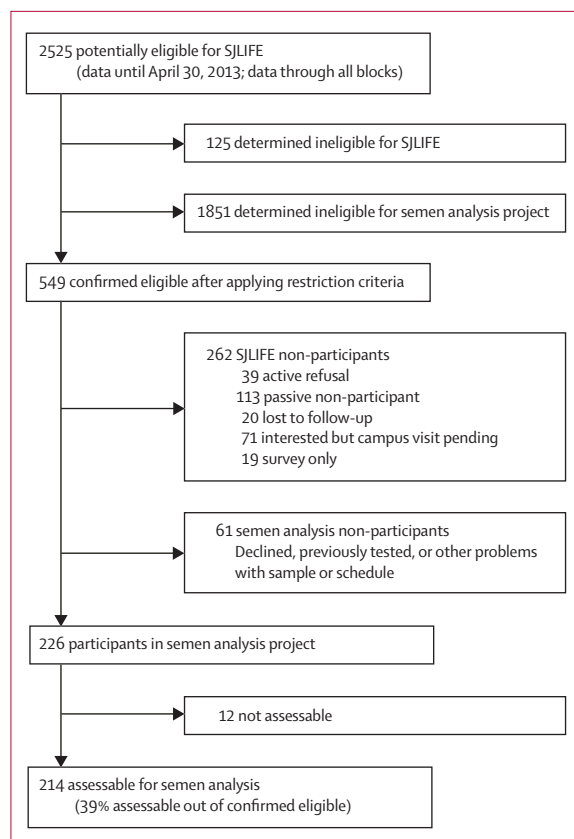 2525 potentially eligible for SJLIFE
(data until April 30, 2013; data through all blocks)
125 determined ineligible for SJLIFE
1851 determined ineligible for semen analysis project
549 confirmed eligible after applying restriction criteria
262 SJLIFE non-participants
39 active refusal
113 passive non-participant
20 lost to follow-up
71 interested but campus visit pending
19 survey only
61 semen analysis non-participants
Declined, previously tested, or other problems
with sample or schedule
226 participants in semen analysis project
12 not assessable
214 assessable for semen analysis
(39% assessable out of confirmed eligible)